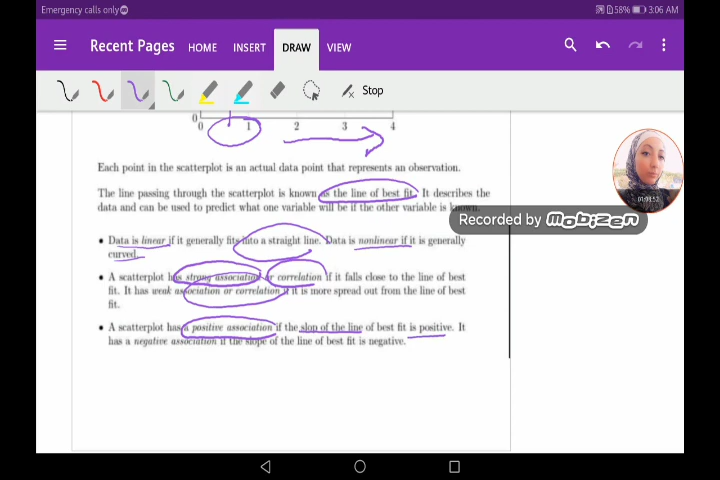 Emergency calls only 58% 3:06 AM
Recent Pages HOME INSERT DRAW VIEW
Stop
0
0 1 2 3 4
Each point in the scatterplot is an actual data point that represents an observation.
The line passing through the scatterplot is known as the line of best fit. It describes the
data and can be used to predict what one variable will be if the other variable is known.
01:08:52
Recorded by mobizen
• Data is linear if it generally fits into a straight line. Data is nonlinear if it is generally
curved.
• A scatterplot has strong association or correlation if it falls close to the line of best
fit. It has weak association or correlation if it is more spread out from the line of best
fit.
• A scatterplot has a positive association if the slop of the line of best fit is positive. It
has a negative association if the slope of the line of best fit is negative.